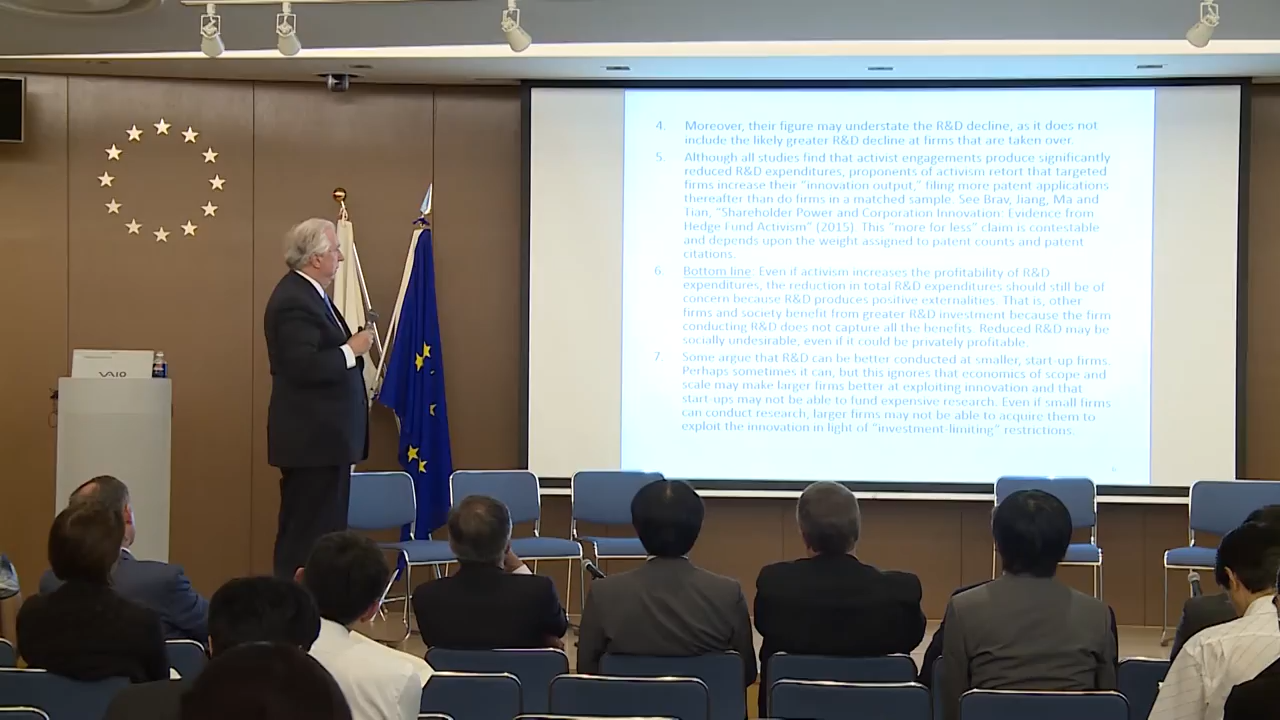 4. Moreover, their figure may understate the R&D decline, as it does not
include the likely greater R&D decline at firms that are taken over.
5. Although all studies find that activist engagements produce significantly
reduced R&D expenditures, proponents of activism retort that targeted
firms increase their "innovation output," filing more patent applications
thereafter than do firms in a matched sample. See Brav, Jiang, Ma and
Tian, "Shareholder Power and Corporation Innovation: Evidence from
Hedge Fund Activism" (2015). This "more for less" claim is contestable
and depends upon the weight assigned to patent counts and patent
citations.
6. Bottom line: Even if activism increases the profitability of R&D
expenditures, the reduction in total R&D expenditures should still be of
concern because R&D produces positive externalities. That is, other
firms and society benefit from greater R&D investment because the firm
conducting R&D does not capture all the benefits. Reduced R&D may be
socially undesirable, even if it could be privately profitable.
7. Some argue that R&D can be better conducted at smaller, start-up firms.
Perhaps sometimes it can, but this ignores that economics of scope and
scale may make larger firms better at exploiting innovation and that
start-ups may not be able to fund expensive research. Even if small firms
can conduct research, larger firms may not be able to acquire them to
exploit the innovation in light of "investment-limiting" restrictions.
VAIO